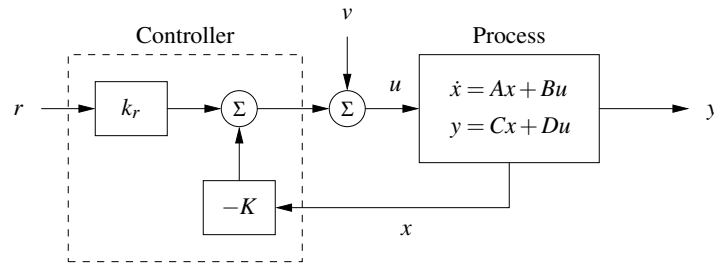 Controller
v
Process
r
k_r
Σ
Σ
u
ẋ = Ax + Bu
y = Cx + Du
y
−K
x